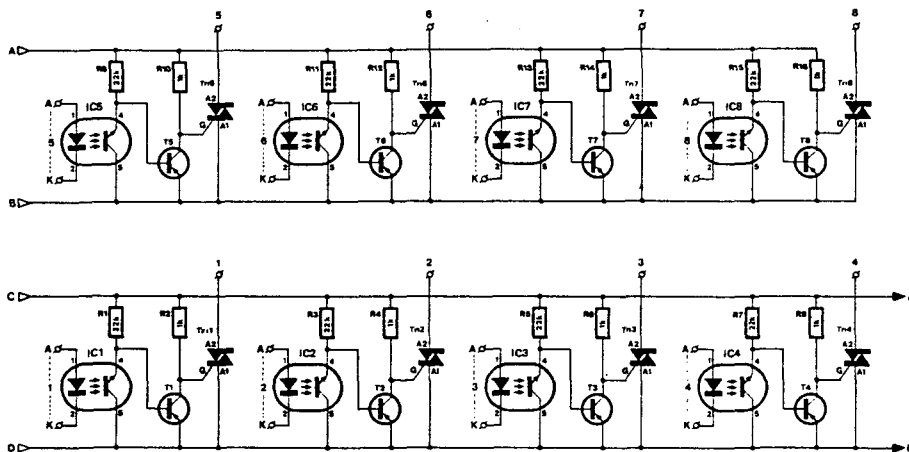 5 6 7 8
A
R9 22k R10 1k R11 22k R12 1k R13 22k R14 1k R15 22k R16 1k
Tri5 Tri6 Tri7 Tri8
A2 A2 A2 A2
A IC5 A IC6 A IC7 A IC8
1 4 1 4 1 4 1 4
G A1 G A1 G A1 G A1
5 T5 6 T6 7 T7 8 T8
2 5 2 5 2 5 2 5
K K K K
B
1 2 3 4
C
R1 22k R2 1k R3 22k R4 1k R5 22k R6 1k R7 22k R8 1k
Tri1 Tri2 Tri3 Tri4
A2 A2 A2 A2
A IC1 A IC2 A IC3 A IC4
1 4 1 4 1 4 1 4
G A1 G A1 G A1 G A1
1 T1 2 T2 3 T3 4 T4
2 5 2 5 2 5 2 5
K K K K
D